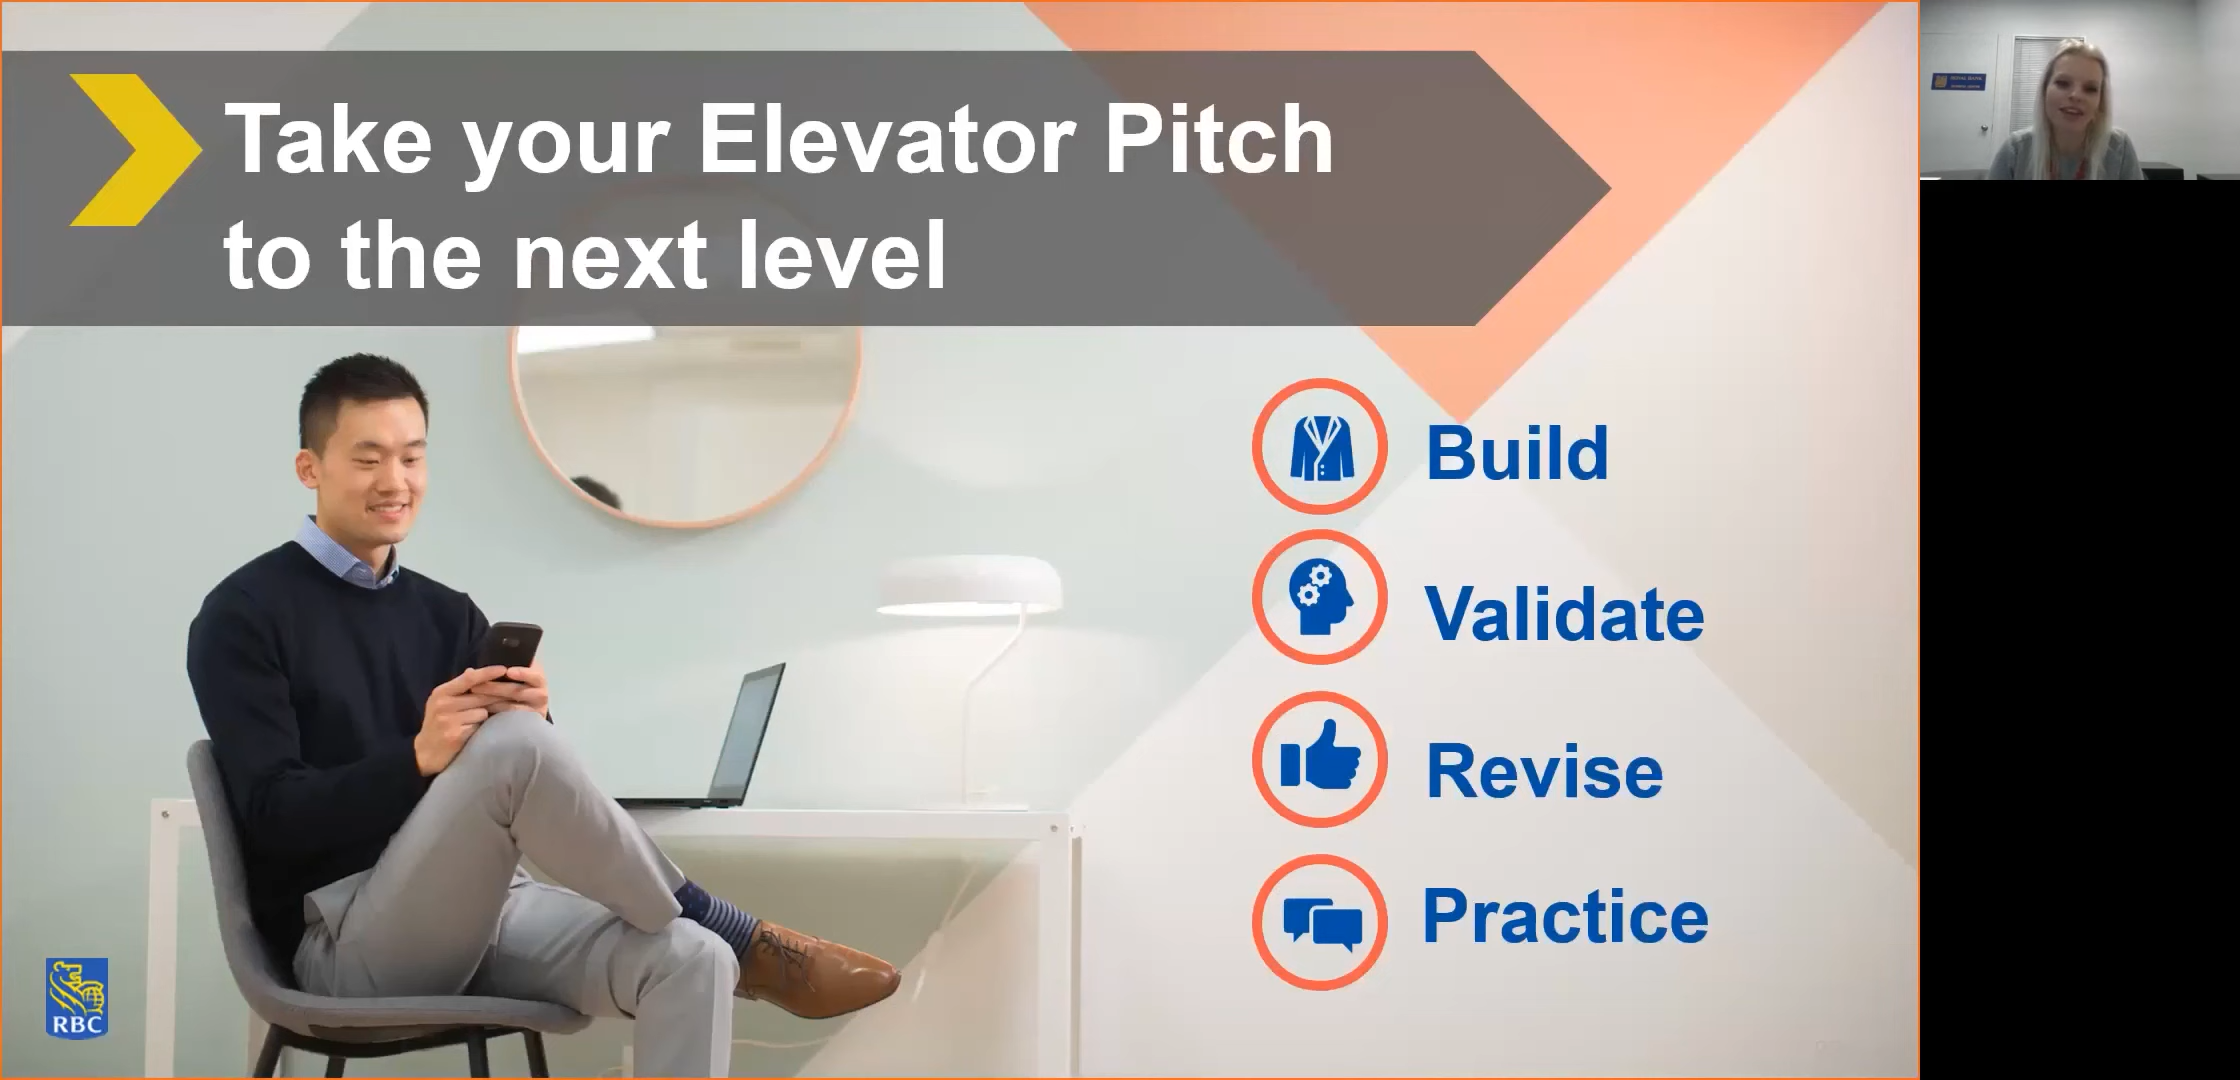 Take your Elevator Pitch
to the next level
Build
Validate
Revise
Practice
RBC